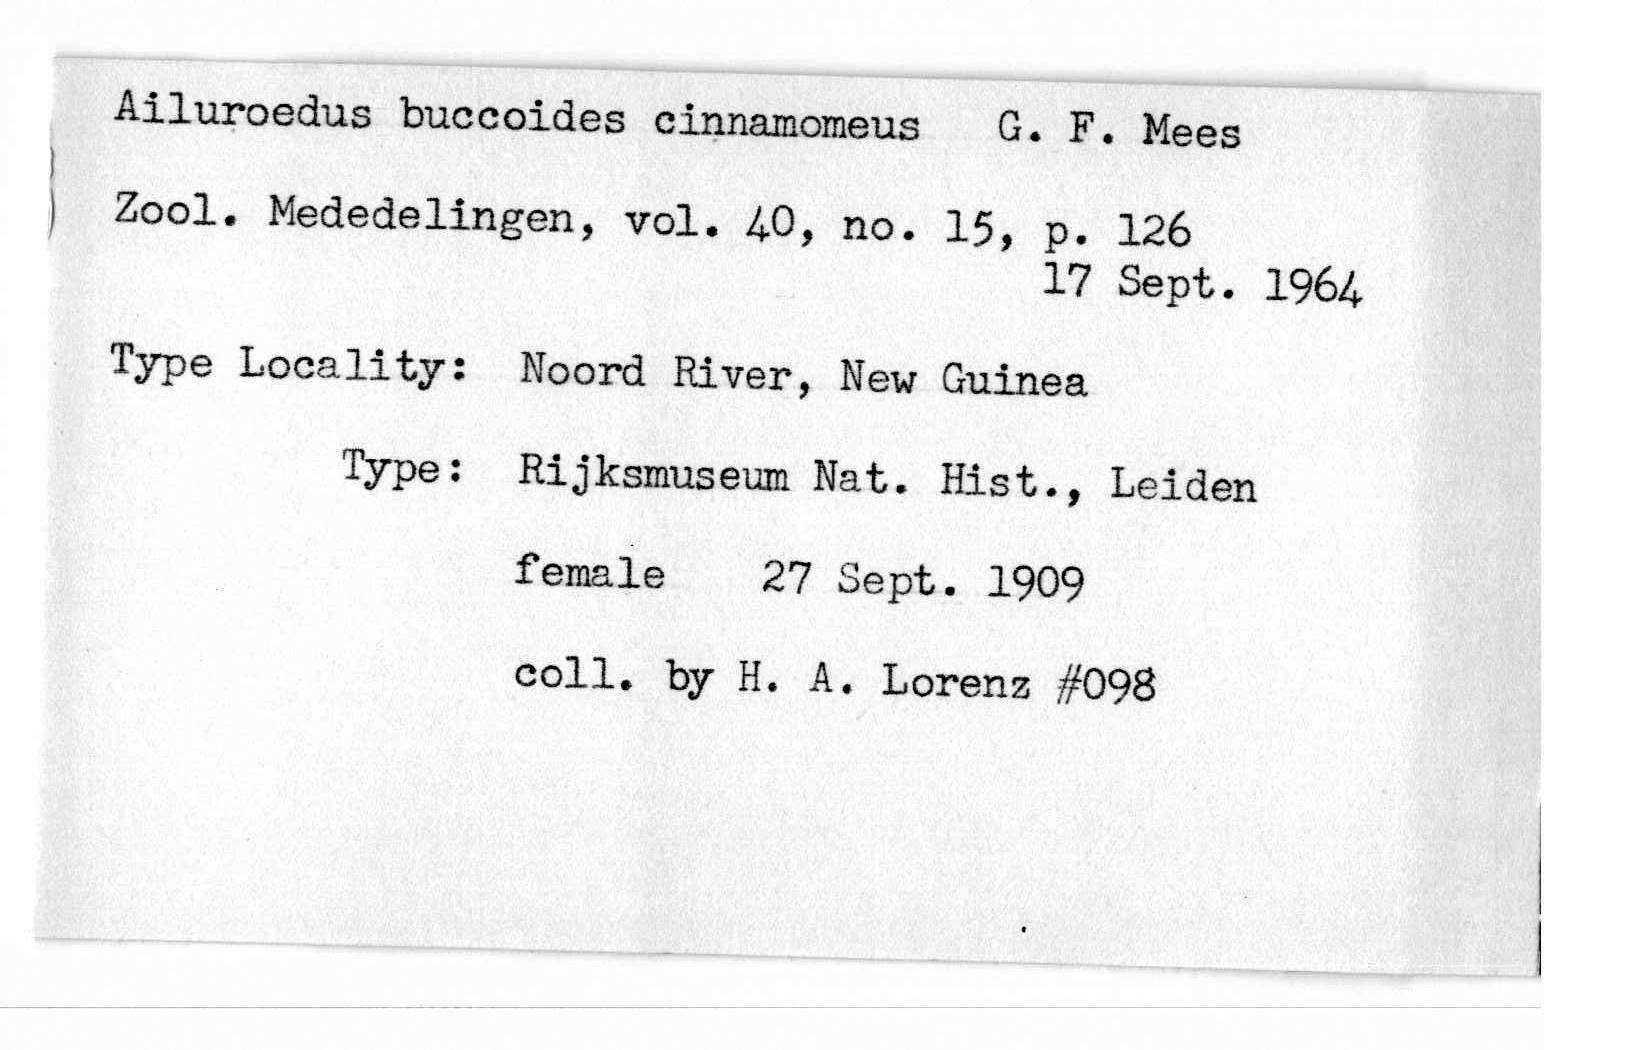 Ailuroedus buccoides cinnamomeus G. F. Mees
Zool. Mededelingen, vol. 40, no. 15, p. 126
17 Sept. 1964
Type Locality: Noord River, New Guinea
Type: Rijksmuseum Nat. Hist., Leiden
female 27 Sept. 1909
coll. by H. A. Lorenz #098